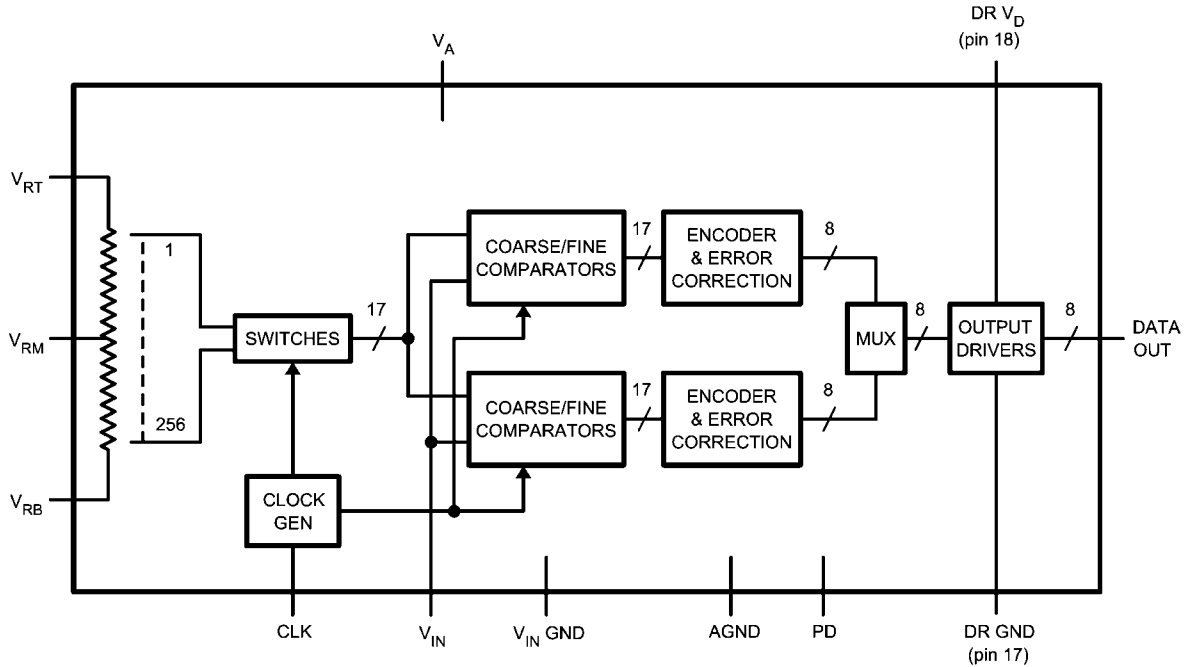 DR V_D
(pin 18)
V_A
V_RT
1
17
8
COARSE/FINE
COMPARATORS
ENCODER
& ERROR
CORRECTION
17
8
8
V_RM
SWITCHES
MUX
OUTPUT
DRIVERS
DATA
OUT
17
8
256
COARSE/FINE
COMPARATORS
ENCODER
& ERROR
CORRECTION
V_RB
CLOCK
GEN
CLK
V_IN
V_IN GND
AGND
PD
DR GND
(pin 17)